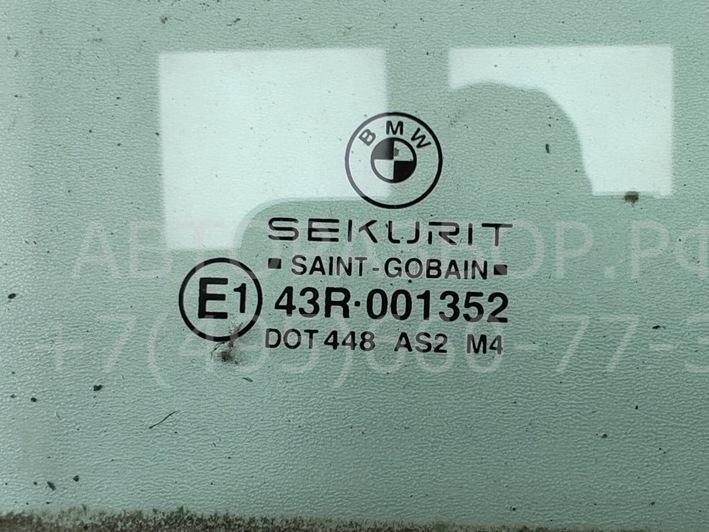 BMW
SEKURIT
▪ SAINT-GOBAIN ▪
E1 43R·001352
DOT 448 AS2 M4